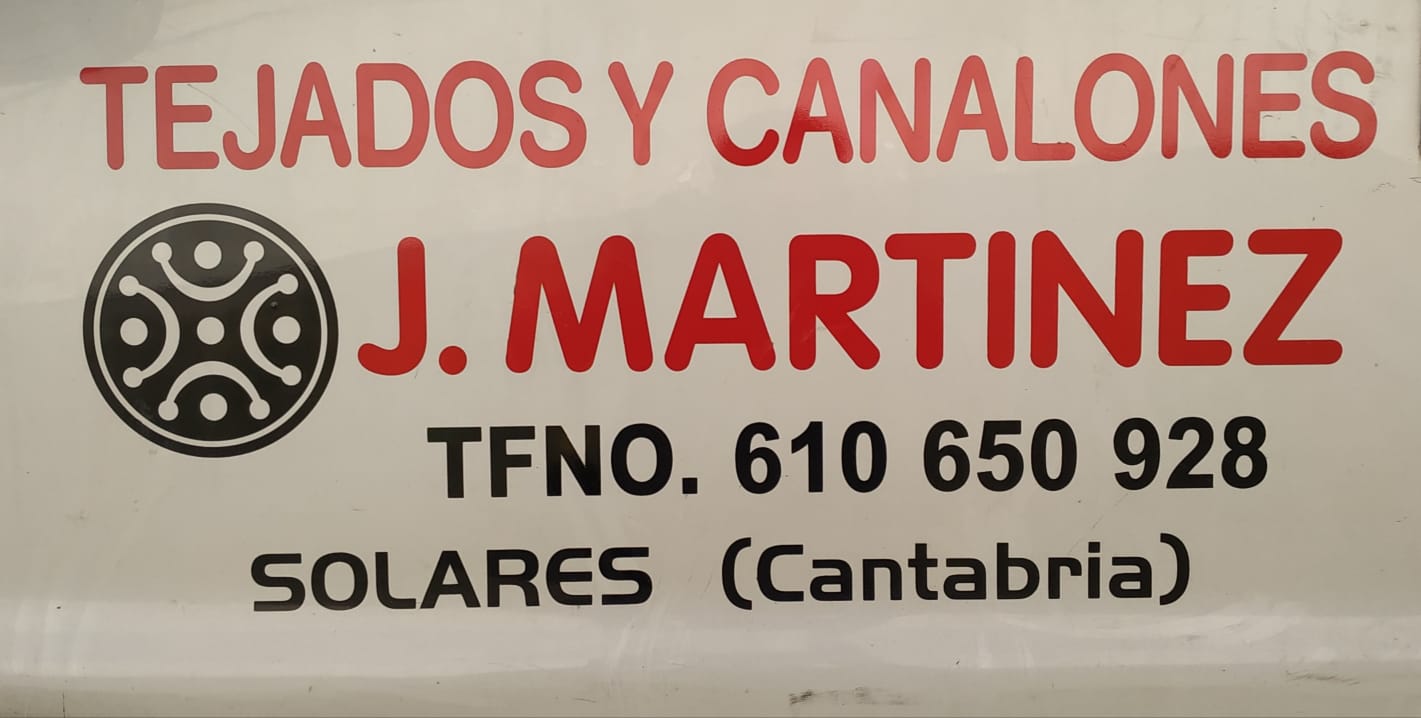 TEJADOS Y CANALONES
J. MARTINEZ
TFNO. 610 650 928
SOLARES (Cantabria)